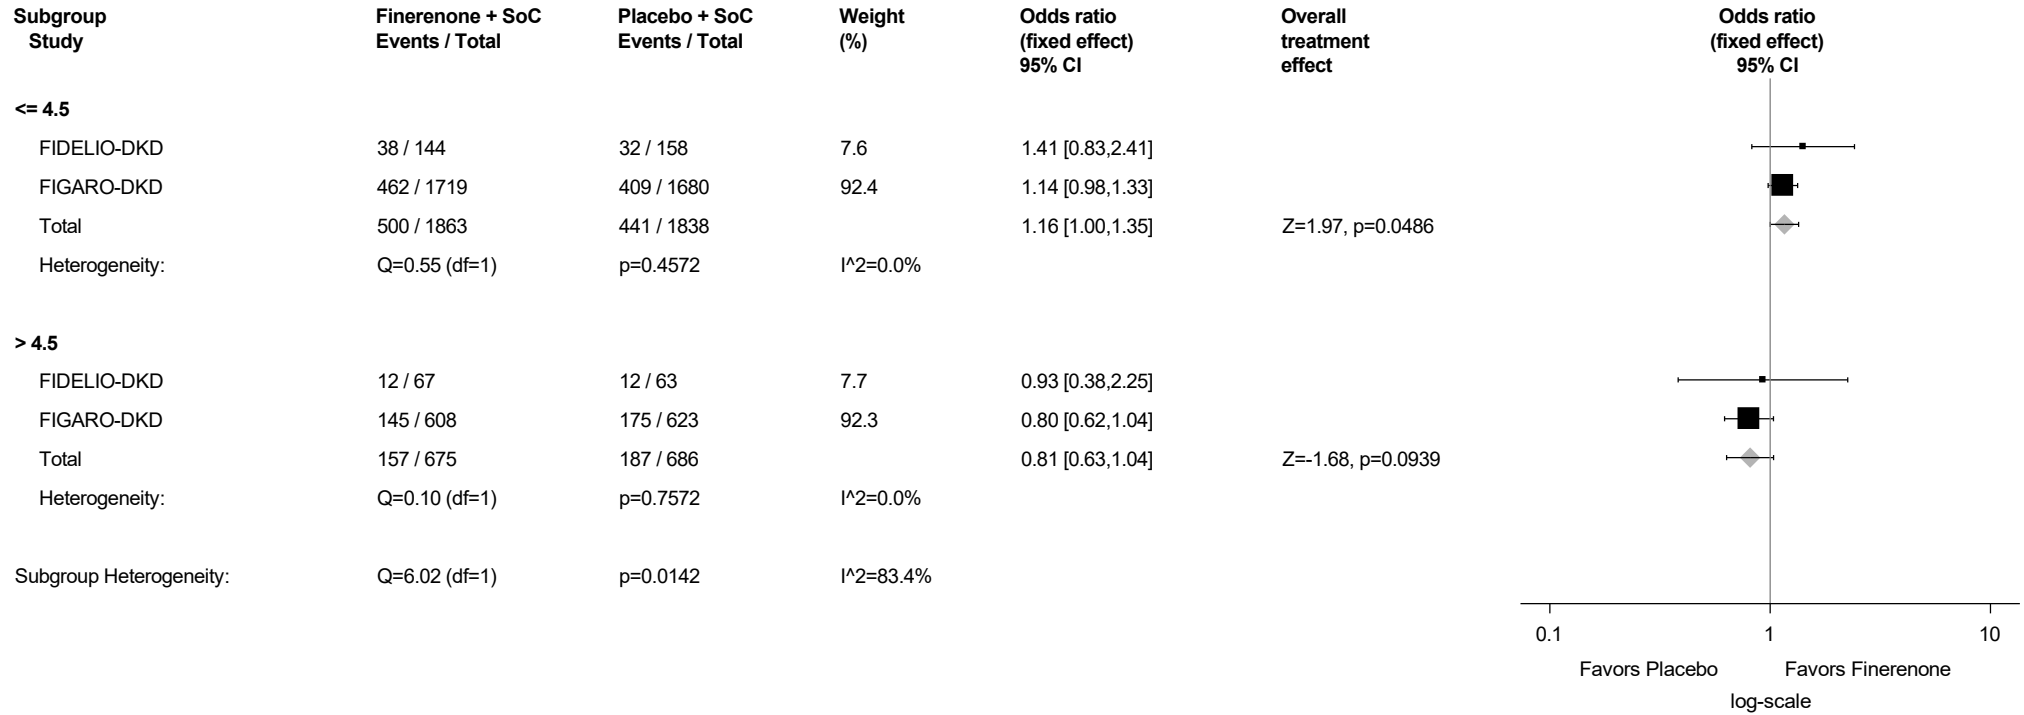 Subgroup Finerenone + SoC Placebo + SoC Weight Odds ratio Overall Odds ratio
Study Events / Total Events / Total (%) (fixed effect) treatment (fixed effect)
95% CI effect 95% CI
<= 4.5
FIDELIO-DKD 38 / 144 32 / 158 7.6 1.41 [0.83,2.41]
FIGARO-DKD 462 / 1719 409 / 1680 92.4 1.14 [0.98,1.33]
Total 500 / 1863 441 / 1838 1.16 [1.00,1.35] Z=1.97, p=0.0486
Heterogeneity: Q=0.55 (df=1) p=0.4572 I^2=0.0%
> 4.5
FIDELIO-DKD 12 / 67 12 / 63 7.7 0.93 [0.38,2.25]
FIGARO-DKD 145 / 608 175 / 623 92.3 0.80 [0.62,1.04]
Total 157 / 675 187 / 686 0.81 [0.63,1.04] Z=-1.68, p=0.0939
Heterogeneity: Q=0.10 (df=1) p=0.7572 I^2=0.0%
Subgroup Heterogeneity: Q=6.02 (df=1) p=0.0142 I^2=83.4%
0.1 1 10
Favors Placebo Favors Finerenone
log-scale